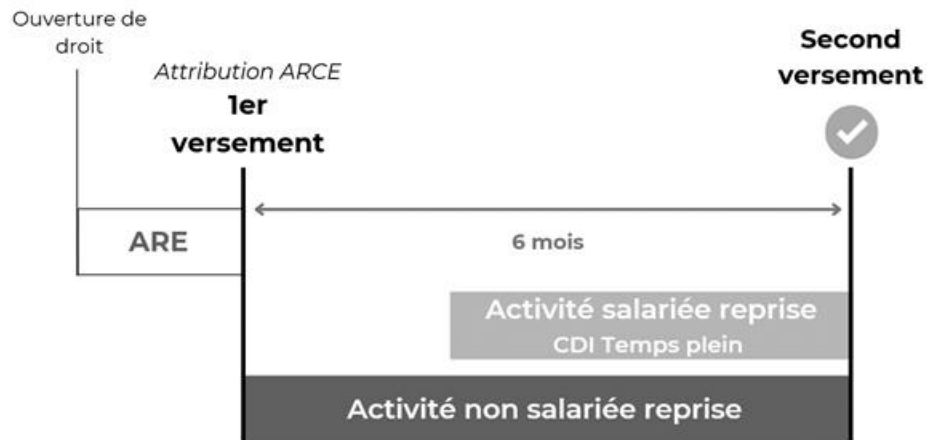 Ouverture de
droit
Attribution ARCE
1er
versement
Second
versement
ARE
6 mois
Activité salariée reprise
CDI Temps plein
Activité non salariée reprise